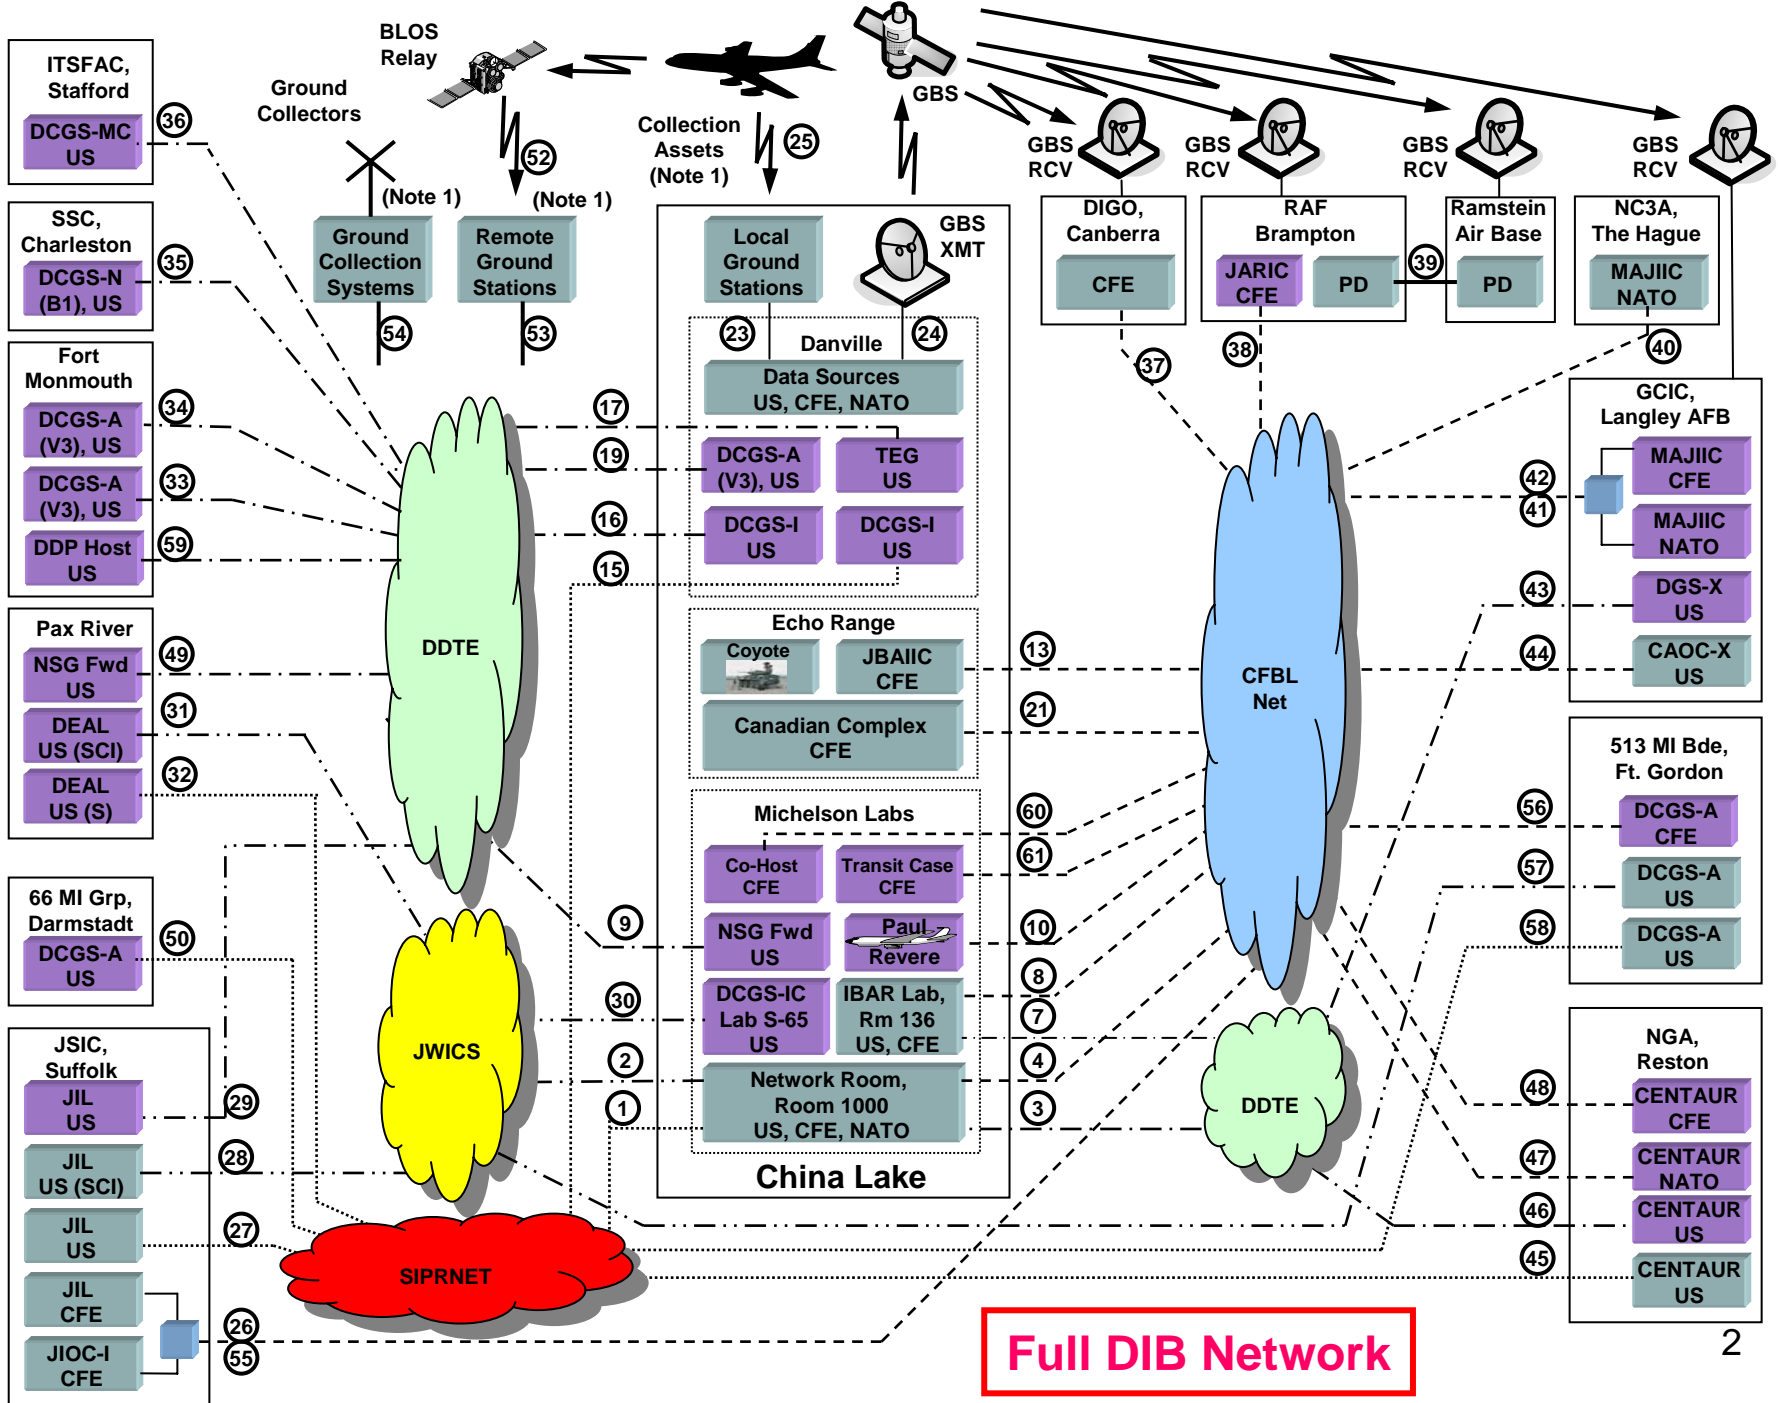 BLOS
Relay
Ground
Collectors
Collection
Assets
(Note 1)
25
52
(Note 1)
(Note 1)
GBS
GBS
RCV
GBS
RCV
GBS
RCV
GBS
RCV
ITSFAC,
Stafford
DCGS-MC
US
36
SSC,
Charleston
DCGS-N
(B1), US
35
Fort
Monmouth
DCGS-A
(V3), US
34
DCGS-A
(V3), US
33
DDP Host
US
59
Pax River
NSG Fwd
US
49
DEAL
US (SCI)
31
DEAL
US (S)
32
66 MI Grp,
Darmstadt
DCGS-A
US
50
JSIC,
Suffolk
JIL
US
29
JIL
US (SCI)
28
JIL
US
27
JIL
CFE
26
55
JIOC-I
CFE
Ground
Collection
Systems
54
Remote
Ground
Stations
53
DDTE
JWICS
SIPRNET
17
19
16
15
9
30
2
1
Local
Ground
Stations
GBS
XMT
23
24
Danville
Data Sources
US, CFE, NATO
DCGS-A
(V3), US
TEG
US
DCGS-I
US
DCGS-I
US
Echo Range
Coyote
JBAIIC
CFE
Canadian Complex
CFE
Michelson Labs
Co-Host
CFE
Transit Case
CFE
NSG Fwd
US
Paul
Revere
DCGS-IC
Lab S-65
US
IBAR Lab,
Rm 136
US, CFE
Network Room,
Room 1000
US, CFE, NATO
China Lake
13
21
60
61
10
8
7
4
3
DIGO,
Canberra
CFE
37
RAF
Brampton
JARIC
CFE
PD
38
39
Ramstein
Air Base
PD
NC3A,
The Hague
MAJIIC
NATO
40
CFBL
Net
DDTE
GCIC,
Langley AFB
MAJIIC
CFE
42
41
MAJIIC
NATO
DGS-X
US
43
CAOC-X
US
44
513 MI Bde,
Ft. Gordon
DCGS-A
CFE
56
DCGS-A
US
57
DCGS-A
US
58
NGA,
Reston
CENTAUR
CFE
48
CENTAUR
NATO
47
CENTAUR
US
46
CENTAUR
US
45
Full DIB Network
2